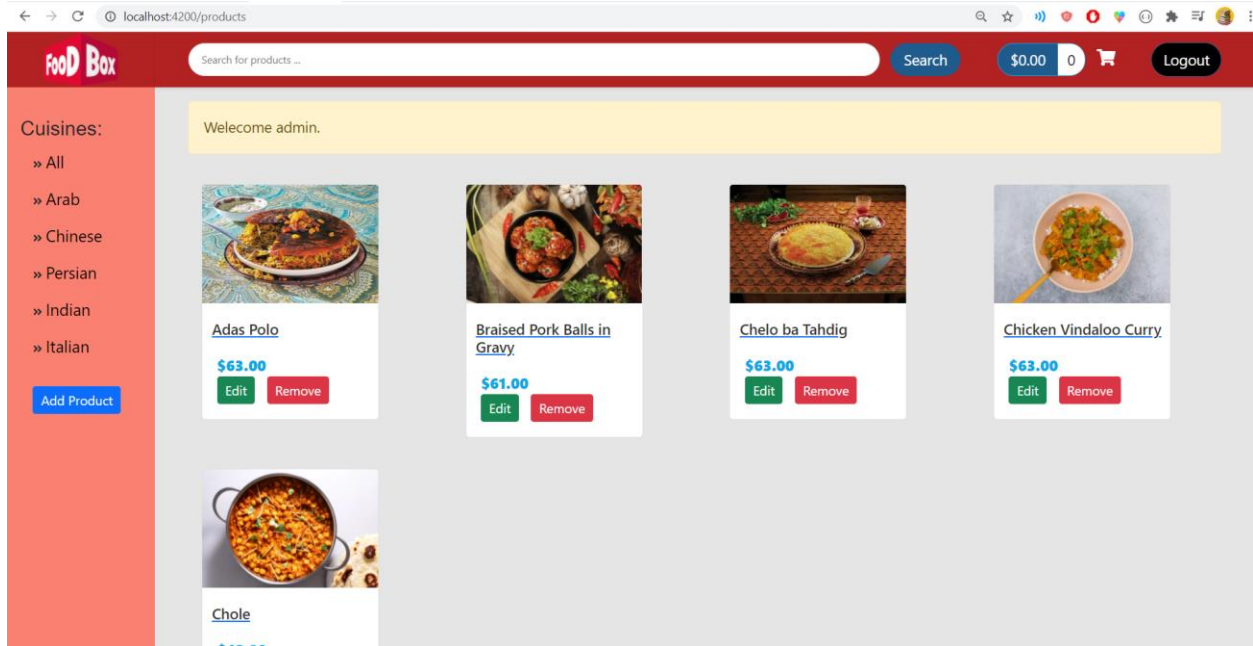 localhost:4200/products
FooD Box
Search for products ...
Search
$0.00 0
Logout
Cuisines:
» All
» Arab
» Chinese
» Persian
» Indian
» Italian
Add Product
Welecome admin.
Adas Polo
$63.00
Edit Remove
Braised Pork Balls in
Gravy
$61.00
Edit Remove
Chelo ba Tahdig
$63.00
Edit Remove
Chicken Vindaloo Curry
$63.00
Edit Remove
Chole